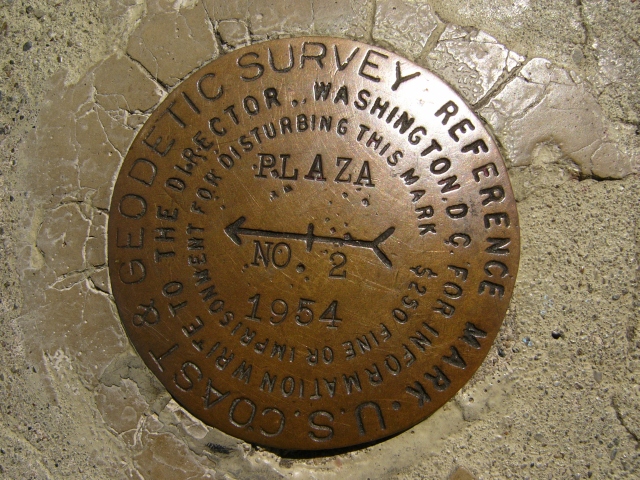 U.S. COAST & GEODETIC SURVEY REFERENCE MARK
WRITE TO THE DIRECTOR, WASHINGTON, D.C. FOR INFORMATION
$250 FINE OR IMPRISONMENT FOR DISTURBING THIS MARK
PLAZA
NO. 2
1954